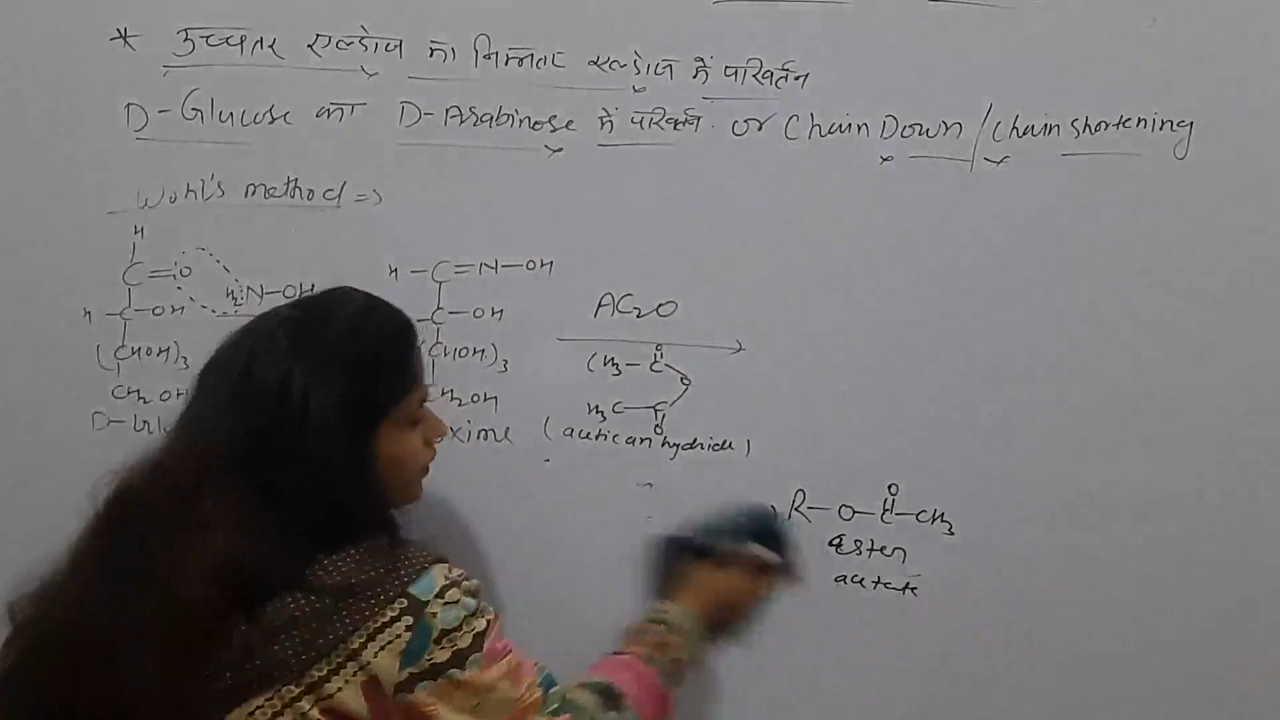 * उच्चतर एल्डोज का निम्नतर एल्डोज में परिवर्तन
D-Glucose का D-Arabinose में परिवर्तन or Chain Down/Chain shortening
Wohl's method =>
H
C=O H2N-OH H-C=N-OH AC2O
H-C-OH -C-OH
(CHOH)3 (CHOH)3 CH3-C
O
O
CH2OH CH2OH H3C-C
O
D-Gl xime (acetic anhydride)
O
R-O-C-CH3
ester
acetate